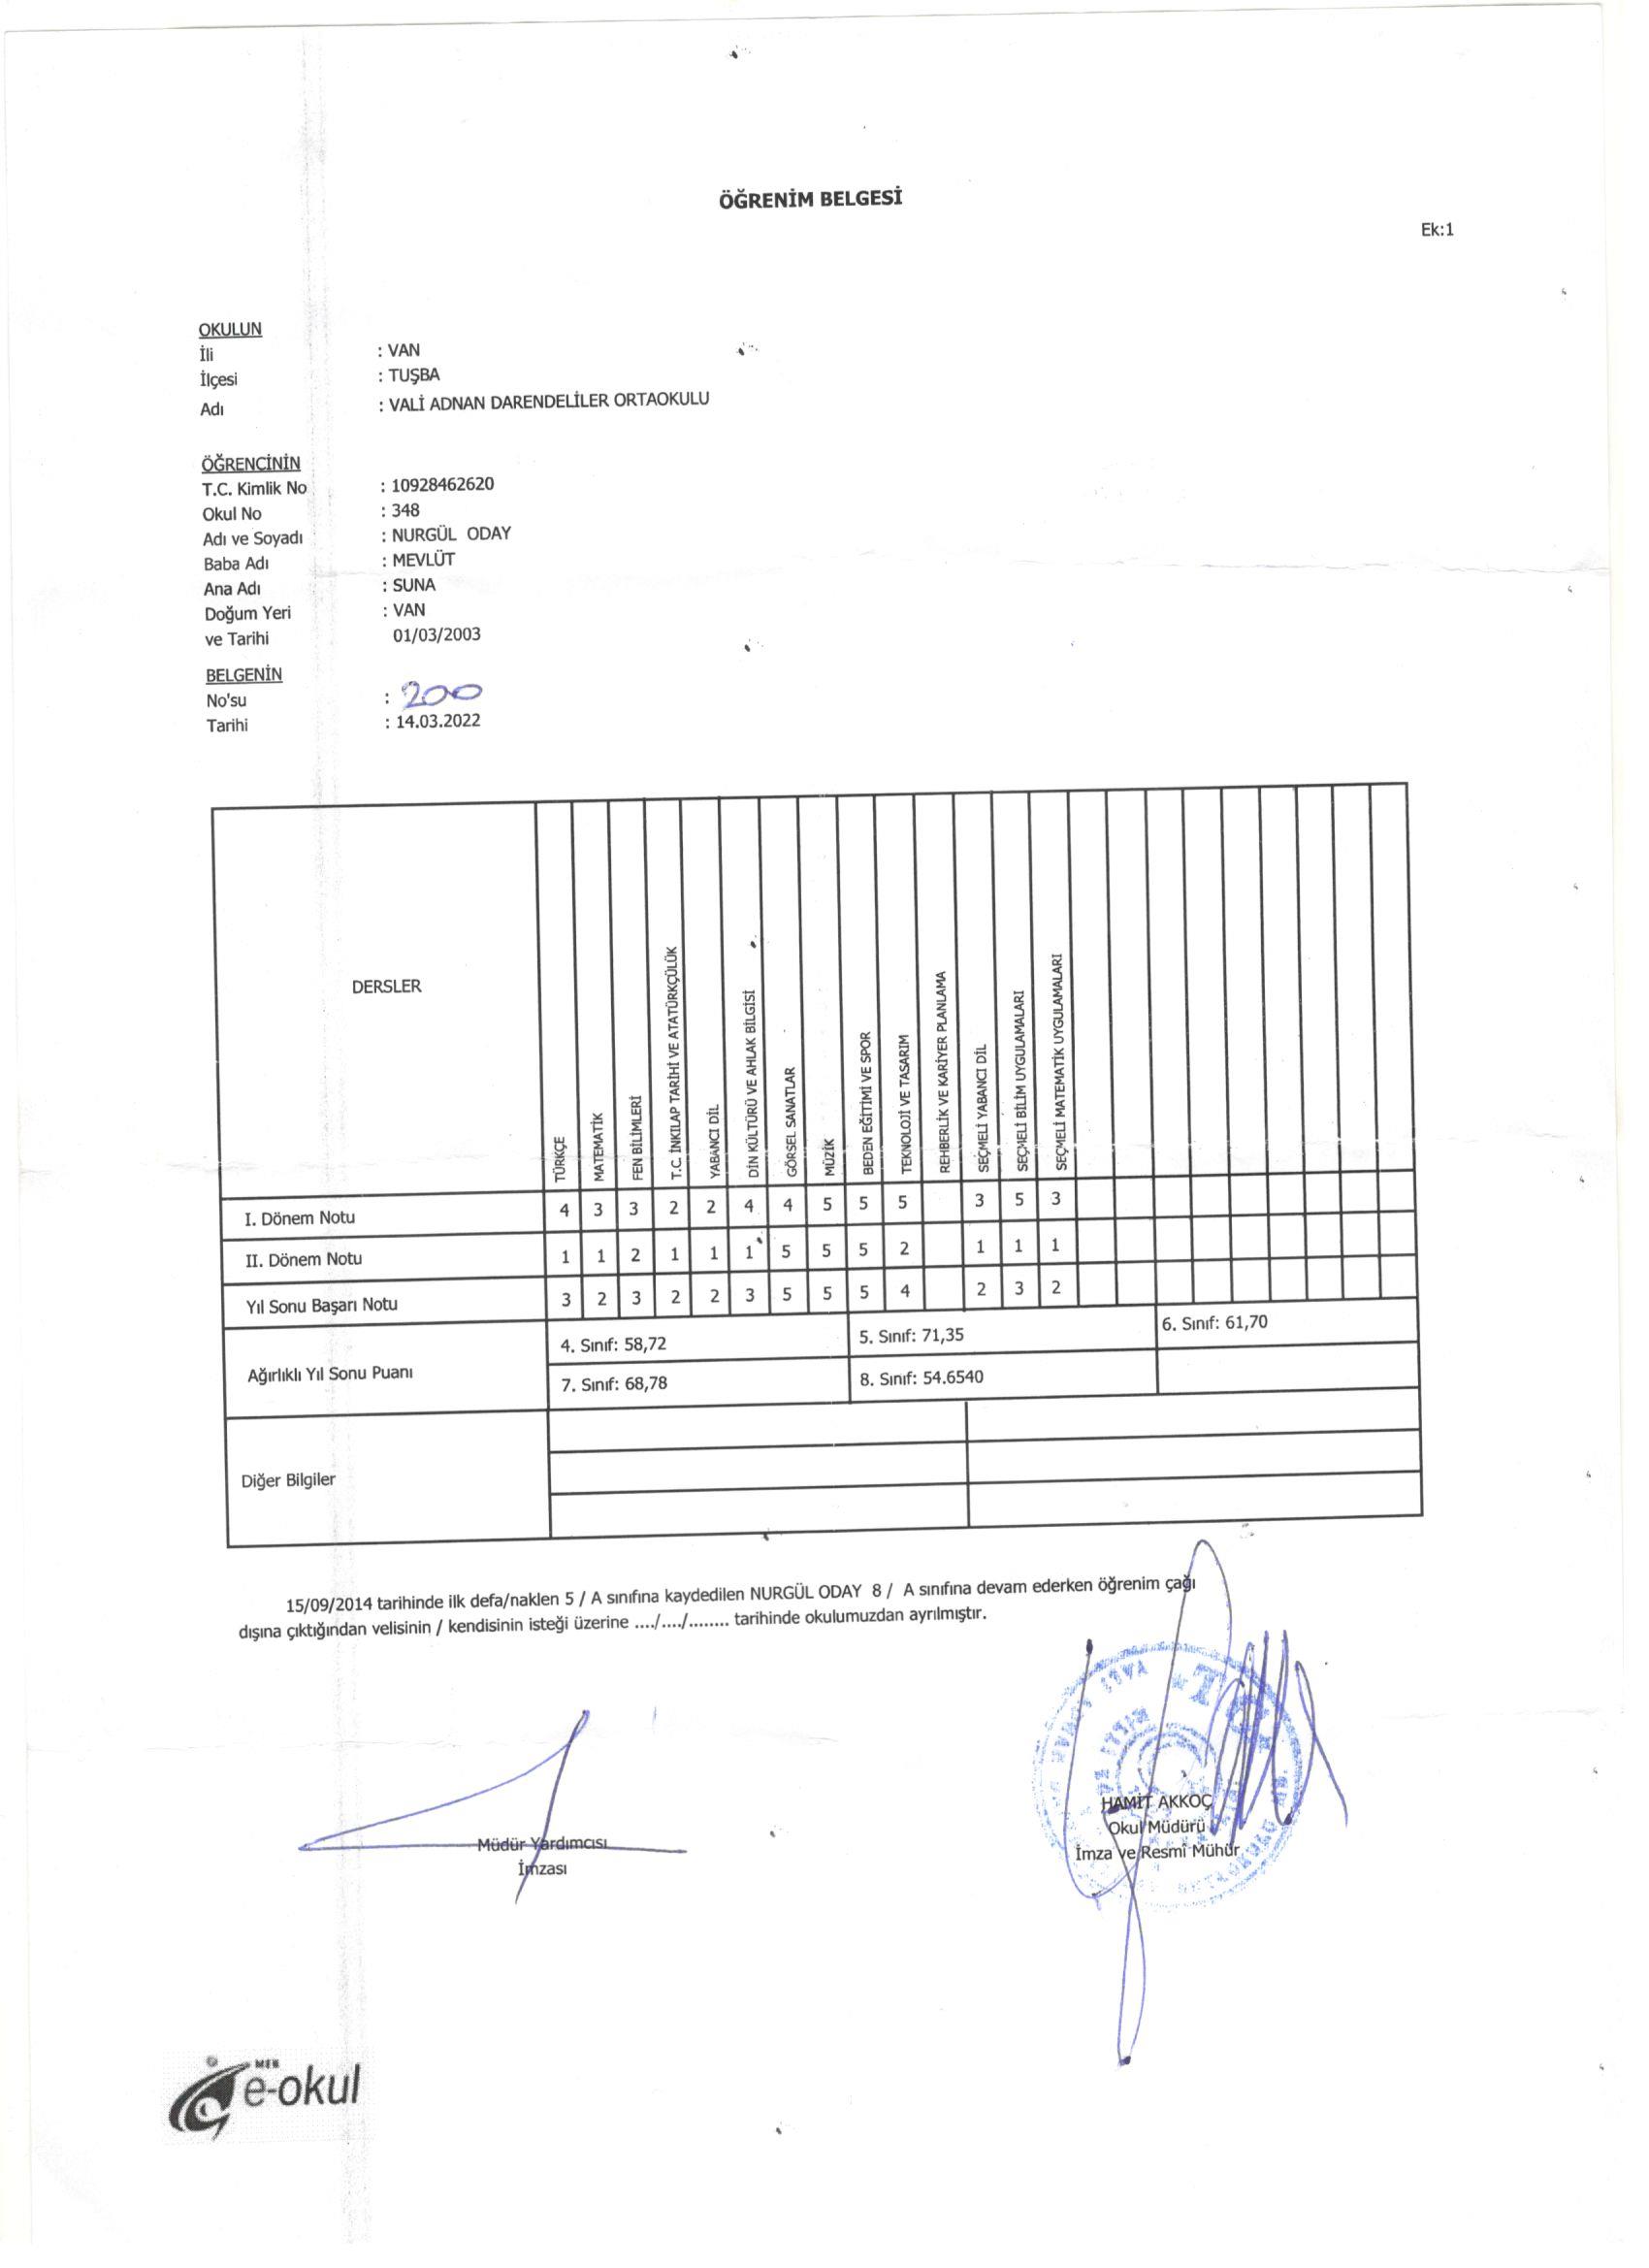 ÖĞRENİM BELGESİ
Ek:1
OKULUN
İli : VAN
İlçesi : TUŞBA
Adı : VALİ ADNAN DARENDELİLER ORTAOKULU
ÖĞRENCİNİN
T.C. Kimlik No : 10928462620
Okul No : 348
Adı ve Soyadı : NURGÜL ODAY
Baba Adı : MEVLÜT
Ana Adı : SUNA
Doğum Yeri : VAN
ve Tarihi 01/03/2003
BELGENİN
No'su : 200
Tarihi : 14.03.2022
DERSLER
TÜRKÇE
MATEMATİK
FEN BİLİMLERİ
T.C. İNKILAP TARİHİ VE ATATÜRKÇÜLÜK
YABANCI DİL
DİN KÜLTÜRÜ VE AHLAK BİLGİSİ
GÖRSEL SANATLAR
MÜZİK
BEDEN EĞİTİMİ VE SPOR
TEKNOLOJİ VE TASARIM
REHBERLİK VE KARİYER PLANLAMA
SEÇMELİ YABANCI DİL
SEÇMELİ BİLİM UYGULAMALARI
SEÇMELİ MATEMATİK UYGULAMALARI
I. Dönem Notu 4 3 3 2 2 4 4 5 5 5 3 5 3
II. Dönem Notu 1 1 2 1 1 1 5 5 5 2 1 1 1
Yıl Sonu Başarı Notu 3 2 3 2 2 3 5 5 5 4 2 3 2
Ağırlıklı Yıl Sonu Puanı
4. Sınıf: 58,72 5. Sınıf: 71,35 6. Sınıf: 61,70
7. Sınıf: 68,78 8. Sınıf: 54.6540
Diğer Bilgiler
15/09/2014 tarihinde ilk defa/naklen 5 / A sınıfına kaydedilen NURGÜL ODAY 8 / A sınıfına devam ederken öğrenim çağı
dışına çıktığından velisinin / kendisinin isteği üzerine ..../..../........ tarihinde okulumuzdan ayrılmıştır.
Müdür Yardımcısı
İmzası
HAMİT AKKOÇ
Okul Müdürü
İmza ve Resmî Mühür
T.C.
MEB
e-okul